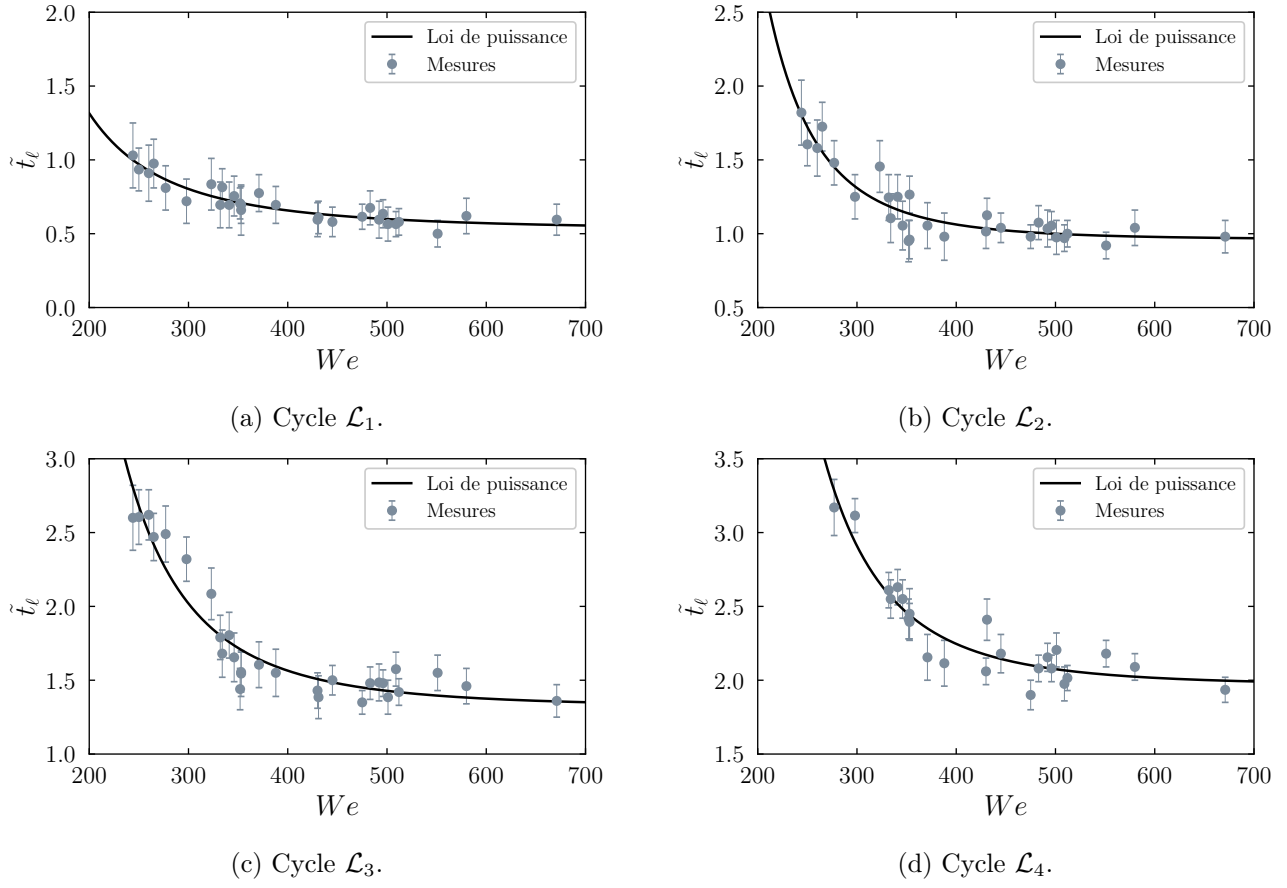 2.0
1.5
1.0
0.5
0.0
t̃ℓ
Loi de puissance
Mesures
200 300 400 500 600 700
We
(a) Cycle ℒ₁.
2.5
2.0
1.5
1.0
0.5
t̃ℓ
Loi de puissance
Mesures
200 300 400 500 600 700
We
(b) Cycle ℒ₂.
3.0
2.5
2.0
1.5
1.0
t̃ℓ
Loi de puissance
Mesures
200 300 400 500 600 700
We
(c) Cycle ℒ₃.
3.5
3.0
2.5
2.0
1.5
t̃ℓ
Loi de puissance
Mesures
200 300 400 500 600 700
We
(d) Cycle ℒ₄.